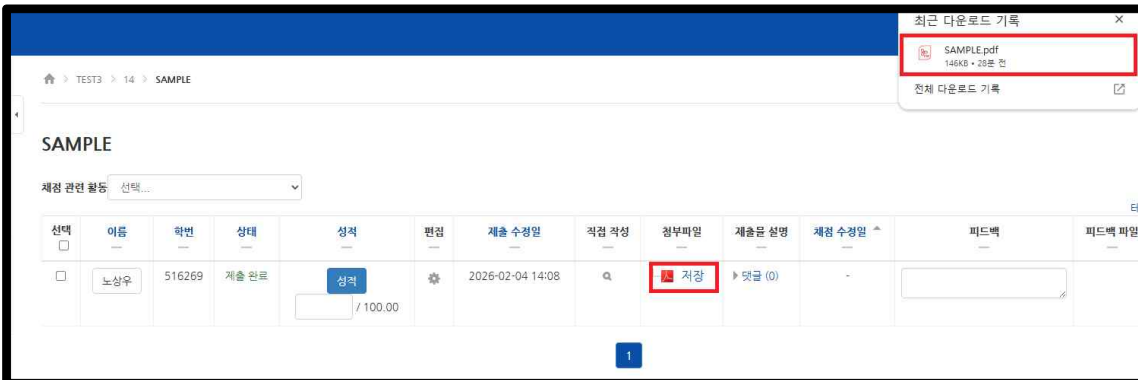 최근 다운로드 기록
SAMPLE.pdf
146KB • 28분 전
전체 다운로드 기록
TEST3 > 14 > SAMPLE
SAMPLE
채점 관련 활동 선택...
선택 이름 학번 상태 성적 편집 제출 수정일 직접 작성 첨부파일 제출물 설명 채점 수정일 피드백 피드백 파일
노상우 516269 제출 완료 성적 2026-02-04 14:08 저장 댓글 (0) -
/ 100.00
1